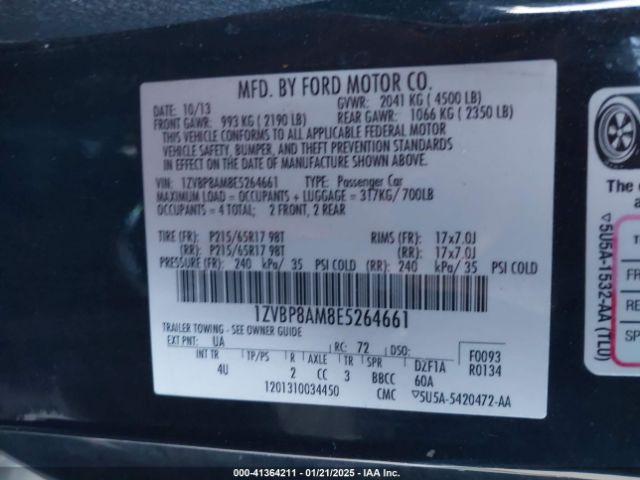 MFD. BY FORD MOTOR CO.
DATE: 10/13 GVWR: 2041 KG ( 4500 LB)
FRONT GAWR: 993 KG ( 2190 LB) REAR GAWR: 1066 KG ( 2350 LB)
THIS VEHICLE CONFORMS TO ALL APPLICABLE FEDERAL MOTOR
VEHICLE SAFETY, BUMPER, AND THEFT PREVENTION STANDARDS
IN EFFECT ON THE DATE OF MANUFACTURE SHOWN ABOVE.
VIN: 1ZVBP8AM8E5264661 TYPE: Passenger Car
MAXIMUM LOAD = OCCUPANTS + LUGGAGE = 317KG/ 700LB
OCCUPANTS = 4 TOTAL; 2 FRONT, 2 REAR
TIRE (FR): P215/65R17 98T RIMS (FR): 17x7.0J
(RR): P215/65R17 98T (RR): 17x7.0J
PRESSURE (FR): 240 kPa/ 35 PSI COLD (RR): 240 kPa/ 35 PSI COLD
1ZVBP8AM8E5264661
TRAILER TOWING - SEE OWNER GUIDE
EXT PNT: UA RC: 72 DSO: F0093
INT TR TP/PS R AXLE TR SPR DZF1A R0134
4U 2 CC 3 BBCC 60A
1201310034450 CMC ▽5U5A-5420472-AA
The
a
▽5U5A-1532-AA (TL0)
T
FR
RE
SP
000-41364211 - 01/21/2025 - IAA Inc.